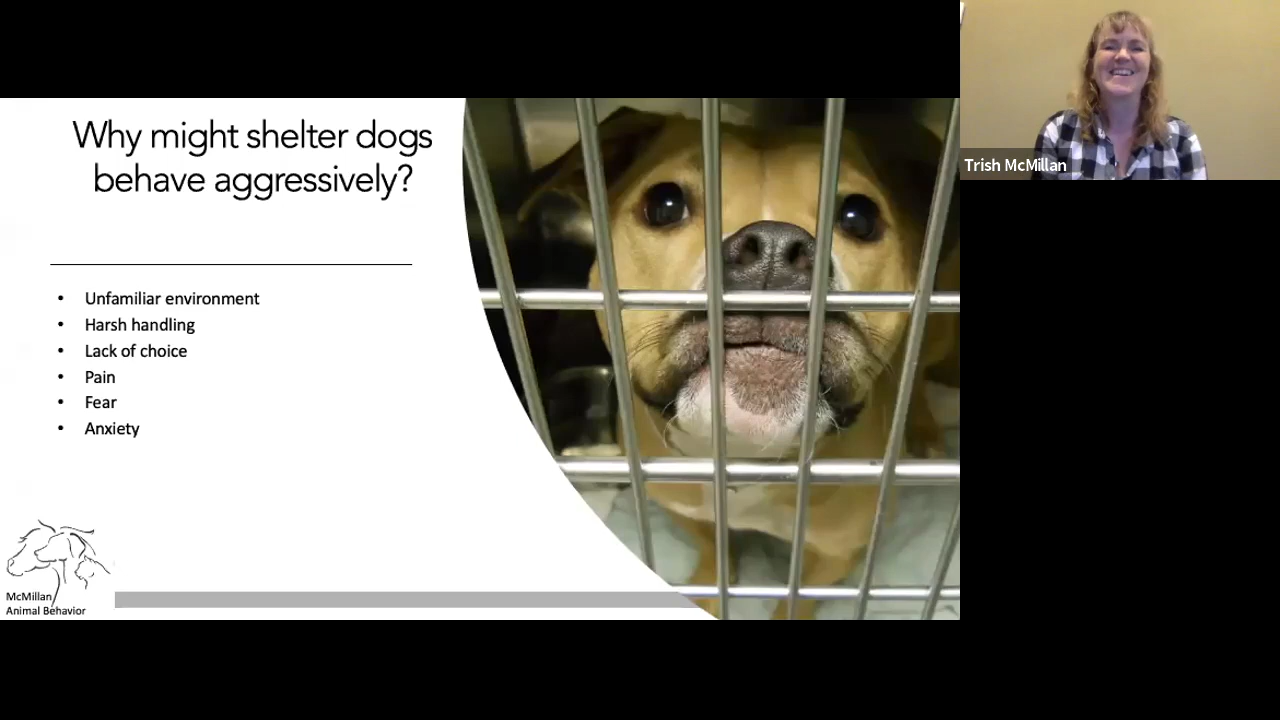 Why might shelter dogs
behave aggressively?
• Unfamiliar environment
• Harsh handling
• Lack of choice
• Pain
• Fear
• Anxiety
McMillan
Animal Behavior
Trish McMillan